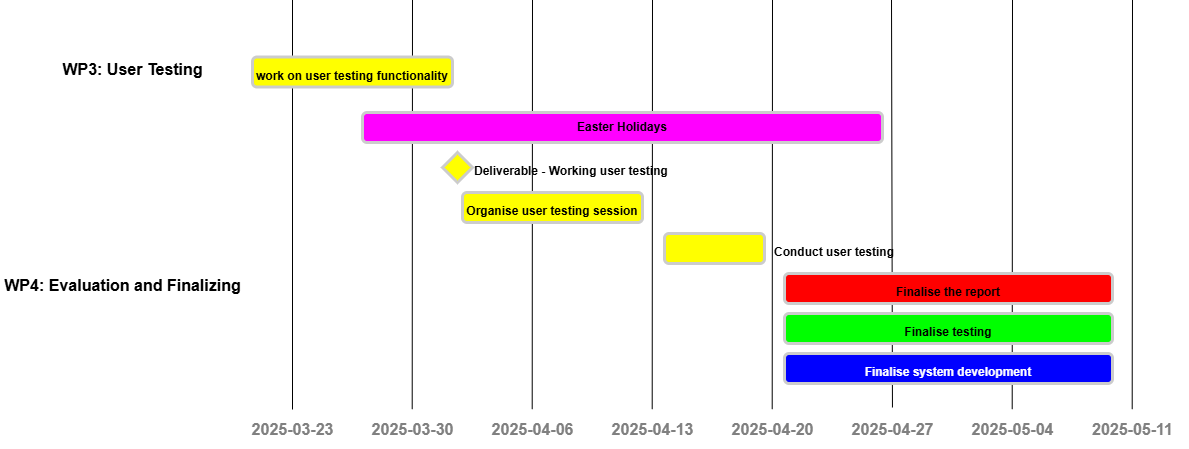 WP3: User Testing
work on user testing functionality
Easter Holidays
Deliverable - Working user testing
Organise user testing session
Conduct user testing
WP4: Evaluation and Finalizing
Finalise the report
Finalise testing
Finalise system development
2025-03-23 2025-03-30 2025-04-06 2025-04-13 2025-04-20 2025-04-27 2025-05-04 2025-05-11